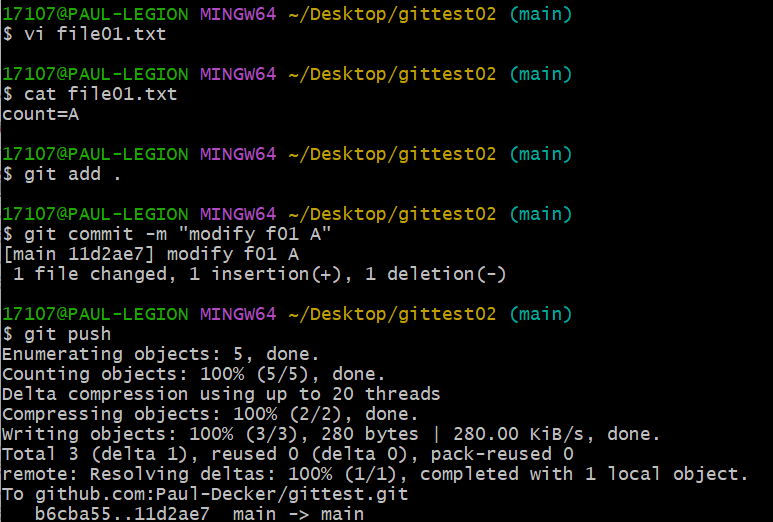 17107@PAUL-LEGION MINGW64 ~/Desktop/gittest02 (main)
$ vi file01.txt
17107@PAUL-LEGION MINGW64 ~/Desktop/gittest02 (main)
$ cat file01.txt
count=A
17107@PAUL-LEGION MINGW64 ~/Desktop/gittest02 (main)
$ git add .
17107@PAUL-LEGION MINGW64 ~/Desktop/gittest02 (main)
$ git commit -m "modify f01 A"
[main 11d2ae7] modify f01 A
 1 file changed, 1 insertion(+), 1 deletion(-)
17107@PAUL-LEGION MINGW64 ~/Desktop/gittest02 (main)
$ git push
Enumerating objects: 5, done.
Counting objects: 100% (5/5), done.
Delta compression using up to 20 threads
Compressing objects: 100% (2/2), done.
Writing objects: 100% (3/3), 280 bytes | 280.00 KiB/s, done.
Total 3 (delta 1), reused 0 (delta 0), pack-reused 0
remote: Resolving deltas: 100% (1/1), completed with 1 local object.
To github.com:Paul-Decker/gittest.git
   b6cba55..11d2ae7  main -> main